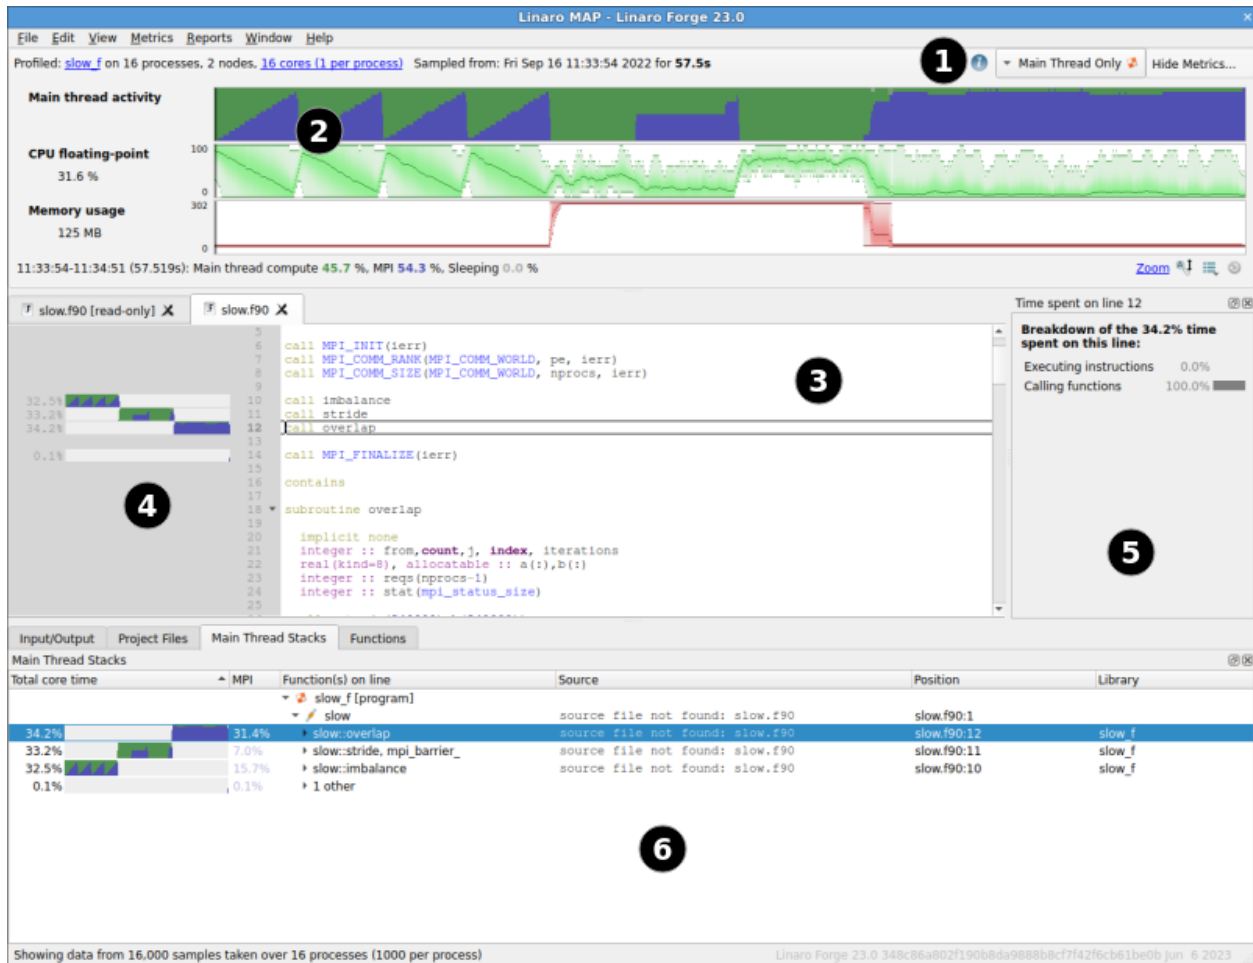 Linaro MAP - Linaro Forge 23.0
File Edit View Metrics Reports Window Help
Profiled: slow_f on 16 processes, 2 nodes, 16 cores (1 per process) Sampled from: Fri Sep 16 11:33:54 2022 for 57.5s
1
Main Thread Only
Hide Metrics...
Main thread activity
2
CPU floating-point
31.6 %
100
0
Memory usage
125 MB
302
0
11:33:54-11:34:51 (57.519s): Main thread compute 45.7 %, MPI 54.3 %, Sleeping 0.0 %
Zoom
slow.f90 [read-only]
slow.f90
5
6 call MPI_INIT(ierr)
7 call MPI_COMM_RANK(MPI_COMM_WORLD, pe, ierr)
8 call MPI_COMM_SIZE(MPI_COMM_WORLD, nprocs, ierr)
9
32.5% 10 call imbalance
33.2% 11 call stride
34.2% 12 call overlap
13
0.1% 14 call MPI_FINALIZE(ierr)
15
16 contains
17
18 subroutine overlap
19
20 implicit none
21 integer :: from,count,j, index, iterations
22 real(kind=8), allocatable :: a(:),b(:)
23 integer :: reqs(nprocs-1)
24 integer :: stat(mpi_status_size)
25
3
4
Time spent on line 12
Breakdown of the 34.2% time
spent on this line:
Executing instructions 0.0%
Calling functions 100.0%
5
Input/Output Project Files Main Thread Stacks Functions
Main Thread Stacks
Total core time MPI Function(s) on line Source Position Library
slow_f [program]
slow source file not found: slow.f90 slow.f90:1
34.2% 31.4% slow::overlap source file not found: slow.f90 slow.f90:12 slow_f
33.2% 7.0% slow::stride, mpi_barrier_ source file not found: slow.f90 slow.f90:11 slow_f
32.5% 15.7% slow::imbalance source file not found: slow.f90 slow.f90:10 slow_f
0.1% 0.1% 1 other
6
Showing data from 16,000 samples taken over 16 processes (1000 per process)
Linaro Forge 23.0 348c86a802f190b8da9888b8cf7f42f6cb61be0b Jun 6 2023